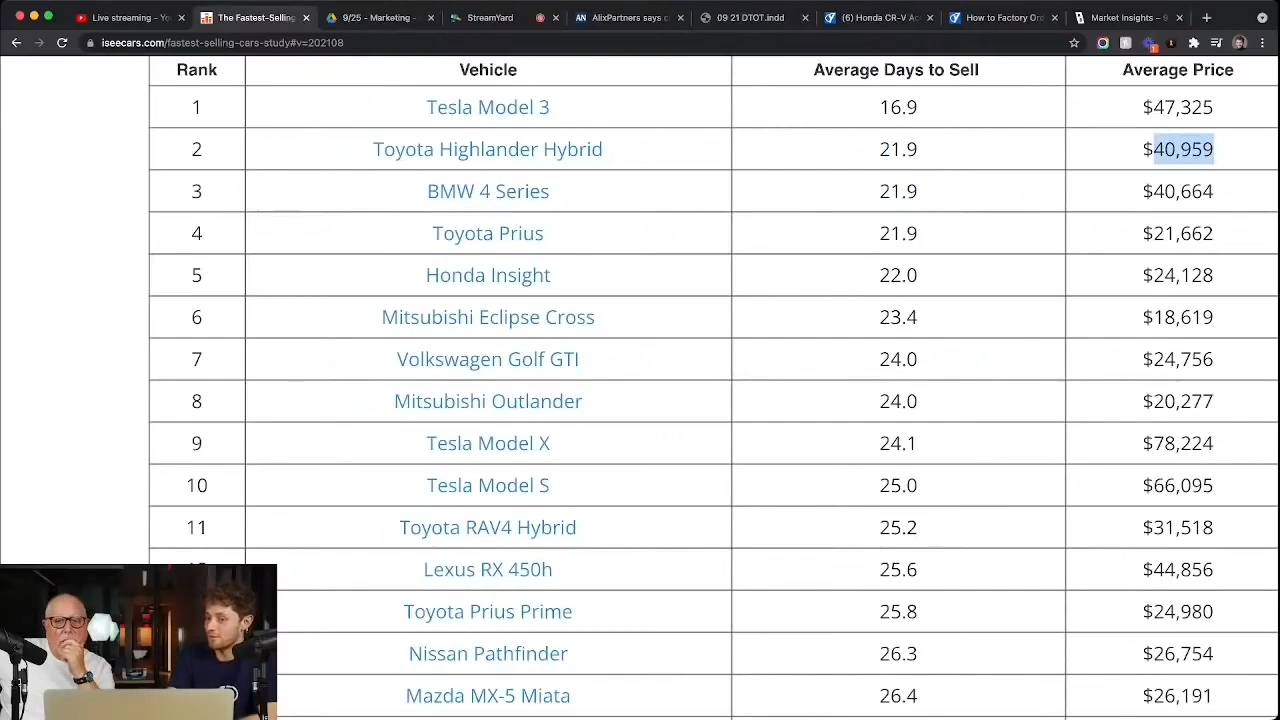 Live streaming – Yo
The Fastest-Selling
9/25 - Marketing -
StreamYard
AlixPartners says c
09 21 DTOT.indd
(6) Honda CR-V Ac
How to Factory Ord
Market Insights – 9
iseecars.com/fastest-selling-cars-study#v=202108
Rank Vehicle Average Days to Sell Average Price
1 Tesla Model 3 16.9 $47,325
2 Toyota Highlander Hybrid 21.9 $40,959
3 BMW 4 Series 21.9 $40,664
4 Toyota Prius 21.9 $21,662
5 Honda Insight 22.0 $24,128
6 Mitsubishi Eclipse Cross 23.4 $18,619
7 Volkswagen Golf GTI 24.0 $24,756
8 Mitsubishi Outlander 24.0 $20,277
9 Tesla Model X 24.1 $78,224
10 Tesla Model S 25.0 $66,095
11 Toyota RAV4 Hybrid 25.2 $31,518
Lexus RX 450h 25.6 $44,856
Toyota Prius Prime 25.8 $24,980
Nissan Pathfinder 26.3 $26,754
Mazda MX-5 Miata 26.4 $26,191